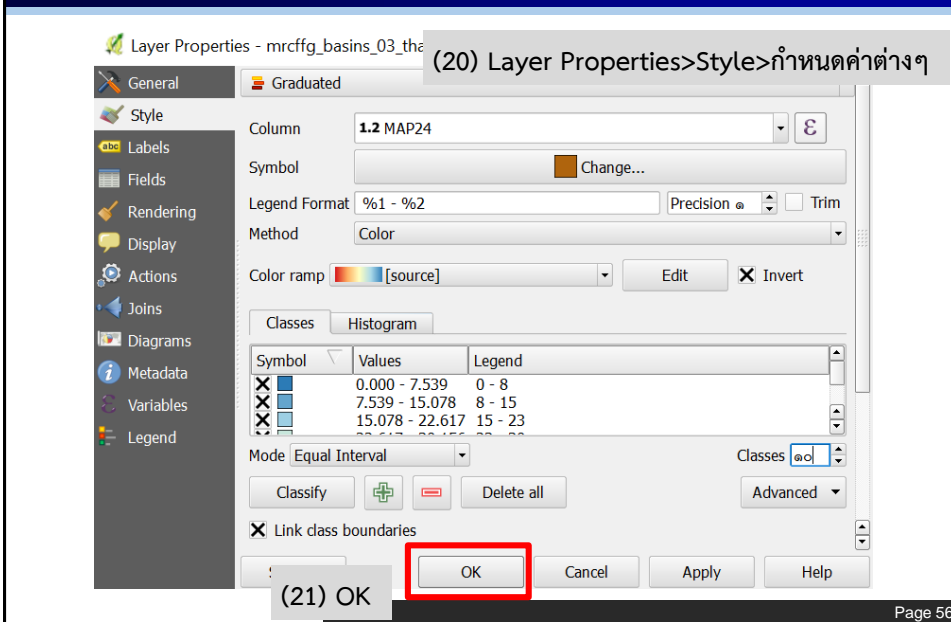 Layer Properties - mrcffg_basins_03_tha
(20) Layer Properties>Style>กำหนดค่าต่างๆ
General
Style
Labels
Fields
Rendering
Display
Actions
Joins
Diagrams
Metadata
Variables
Legend
Graduated
Column 1.2 MAP24 ε
Symbol Change...
Legend Format %1 - %2 Precision ๑ Trim
Method Color
Color ramp [source] Edit Invert
Classes Histogram
Symbol Values Legend
0.000 - 7.539 0 - 8
7.539 - 15.078 8 - 15
15.078 - 22.617 15 - 23
Mode Equal Interval Classes ๑๐
Classify Delete all Advanced
Link class boundaries
OK Cancel Apply Help
(21) OK
Page 56